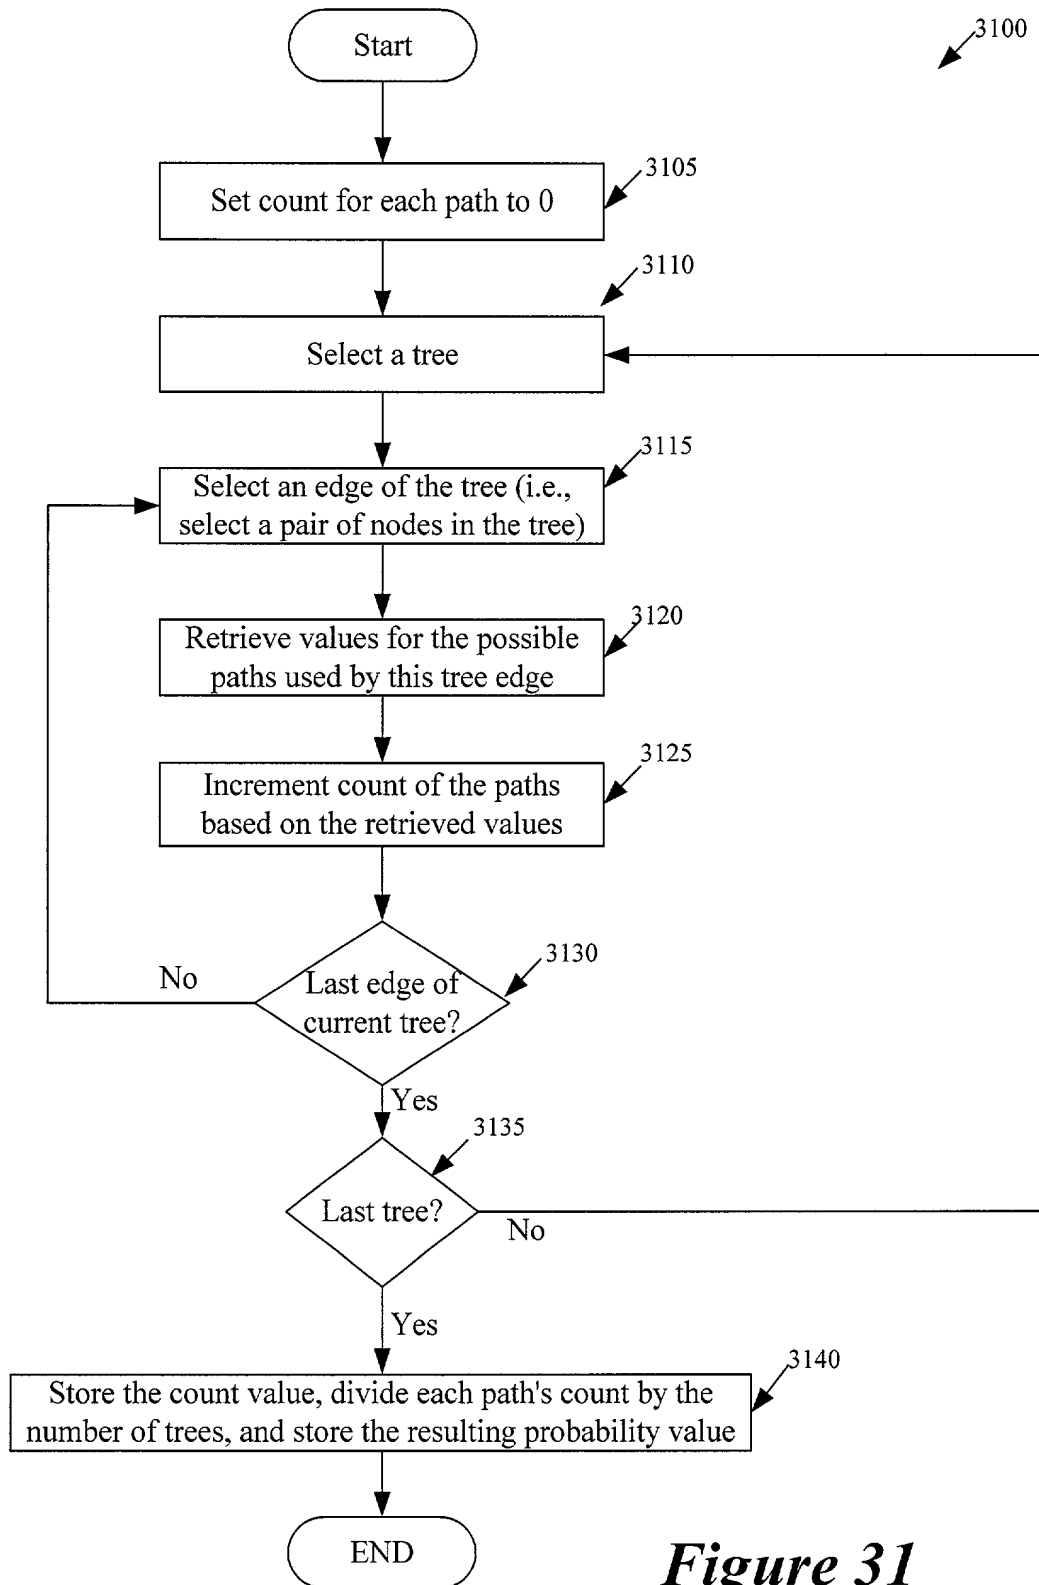 Start
3100
3105
Set count for each path to 0
3110
Select a tree
3115
Select an edge of the tree (i.e.,
select a pair of nodes in the tree)
3120
Retrieve values for the possible
paths used by this tree edge
3125
Increment count of the paths
based on the retrieved values
3130
No
Last edge of
current tree?
Yes
3135
Last tree?
No
Yes
3140
Store the count value, divide each path's count by the
number of trees, and store the resulting probability value
END
Figure 31